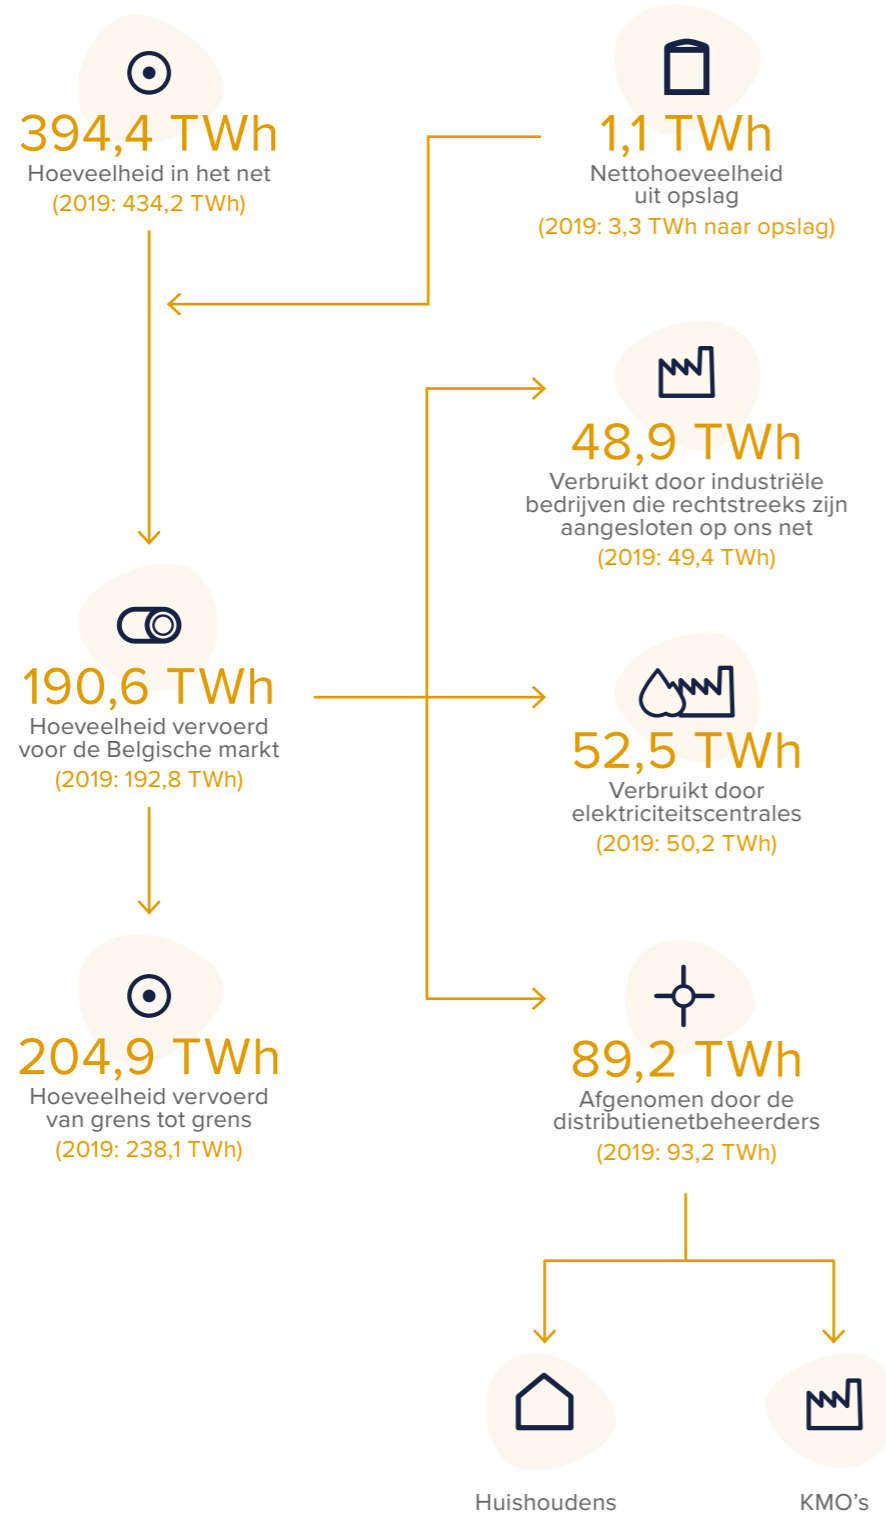 394,4 TWh
Hoeveelheid in het net
(2019: 434,2 TWh)
1,1 TWh
Nettohoeveelheid
uit opslag
(2019: 3,3 TWh naar opslag)
48,9 TWh
Verbruikt door industriële
bedrijven die rechtstreeks zijn
aangesloten op ons net
(2019: 49,4 TWh)
190,6 TWh
Hoeveelheid vervoerd
voor de Belgische markt
(2019: 192,8 TWh)
52,5 TWh
Verbruikt door
elektriciteitscentrales
(2019: 50,2 TWh)
204,9 TWh
Hoeveelheid vervoerd
van grens tot grens
(2019: 238,1 TWh)
89,2 TWh
Afgenomen door de
distributienetbeheerders
(2019: 93,2 TWh)
Huishoudens
KMO's